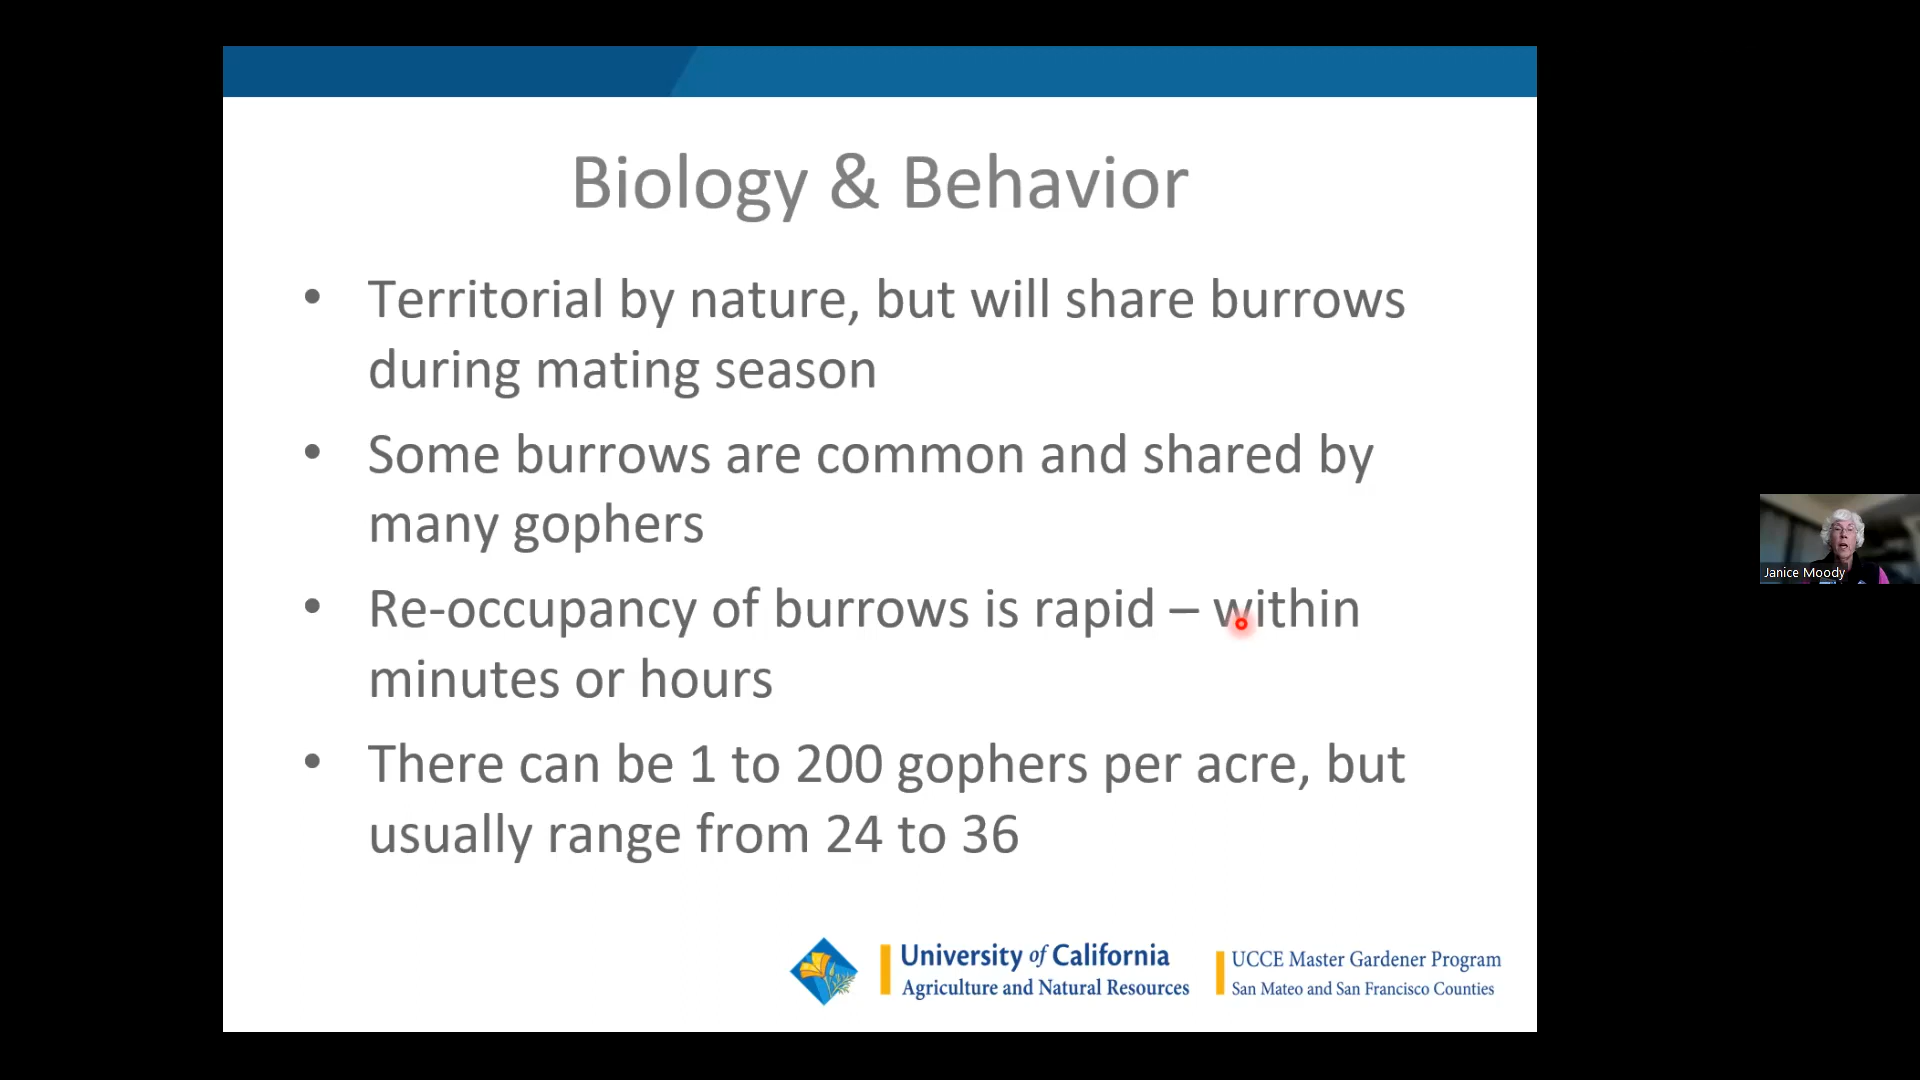 Biology & Behavior
• Territorial by nature, but will share burrows
during mating season
• Some burrows are common and shared by
many gophers
• Re-occupancy of burrows is rapid – within
minutes or hours
• There can be 1 to 200 gophers per acre, but
usually range from 24 to 36
University of California
Agriculture and Natural Resources
UCCE Master Gardener Program
San Mateo and San Francisco Counties
Janice Moody